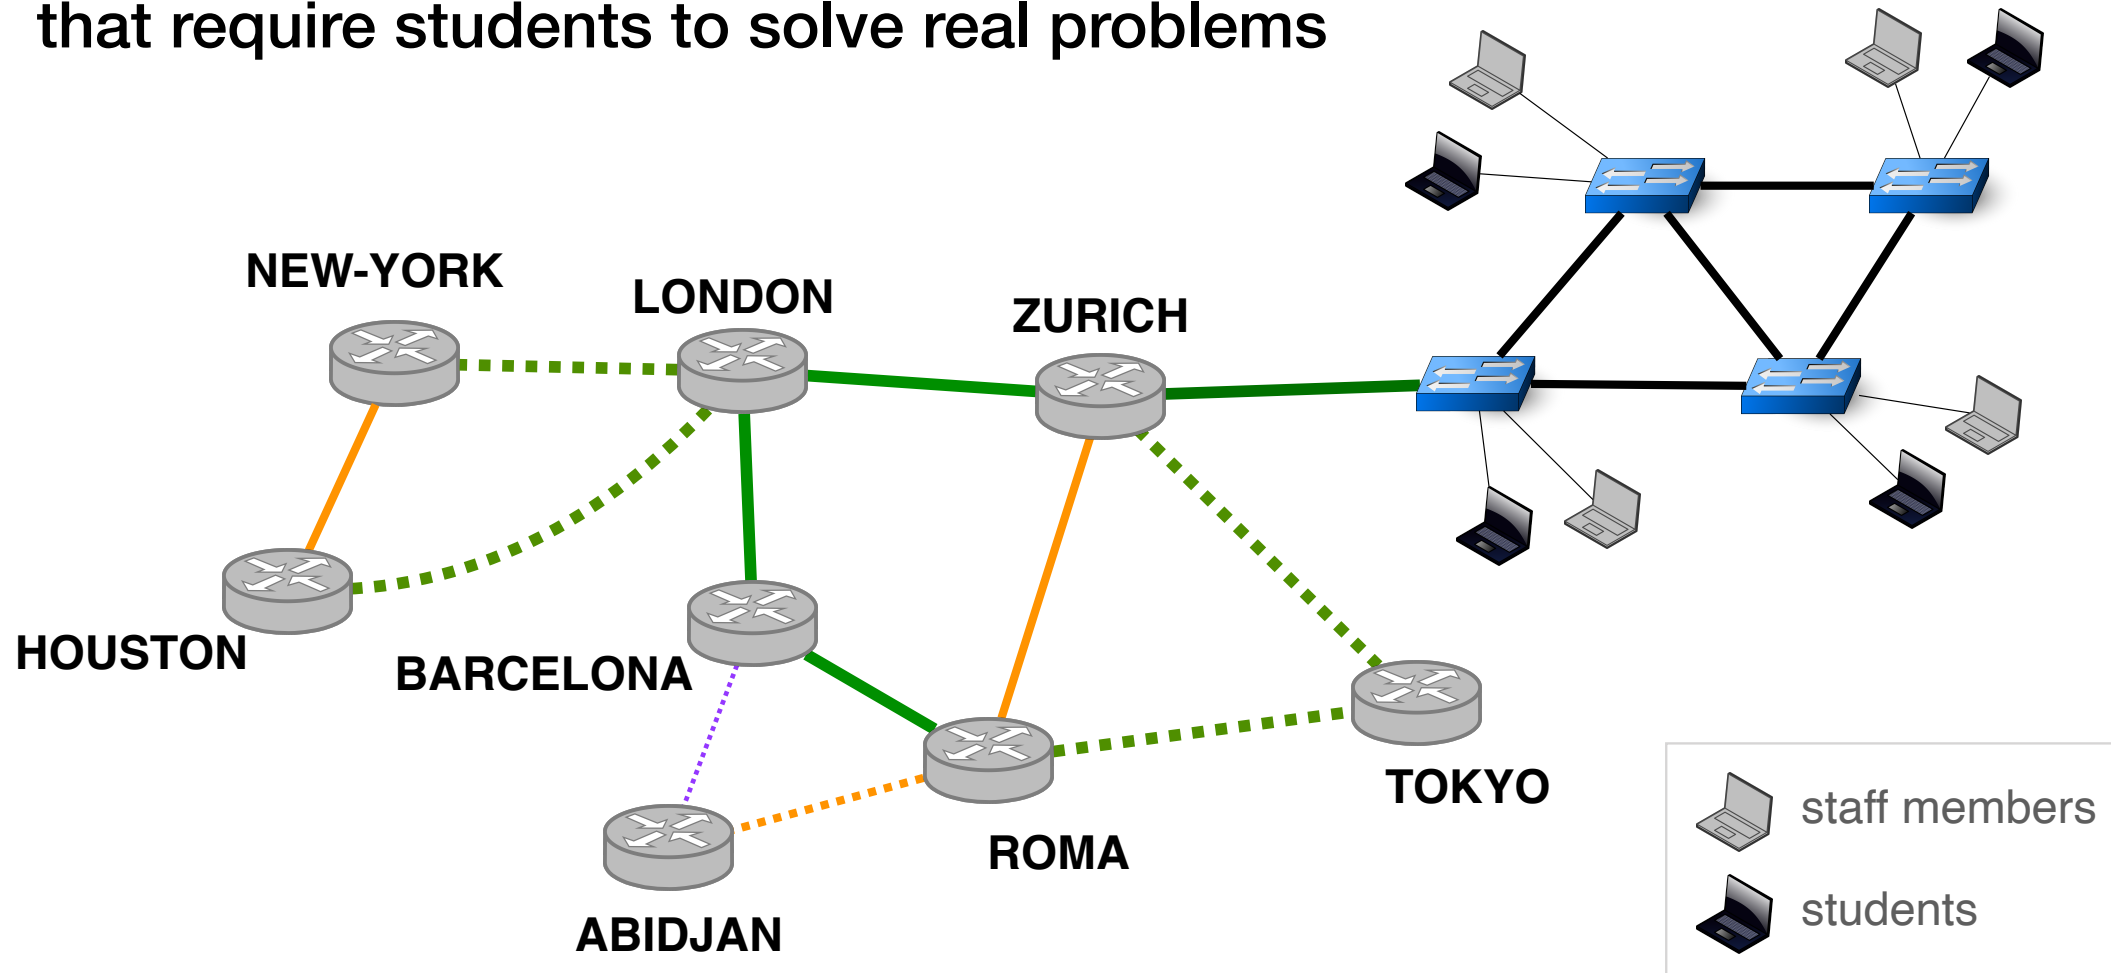 that require students to solve real problems
NEW-YORK
LONDON
ZURICH
HOUSTON
BARCELONA
TOKYO
ROMA
ABIDJAN
staff members
students